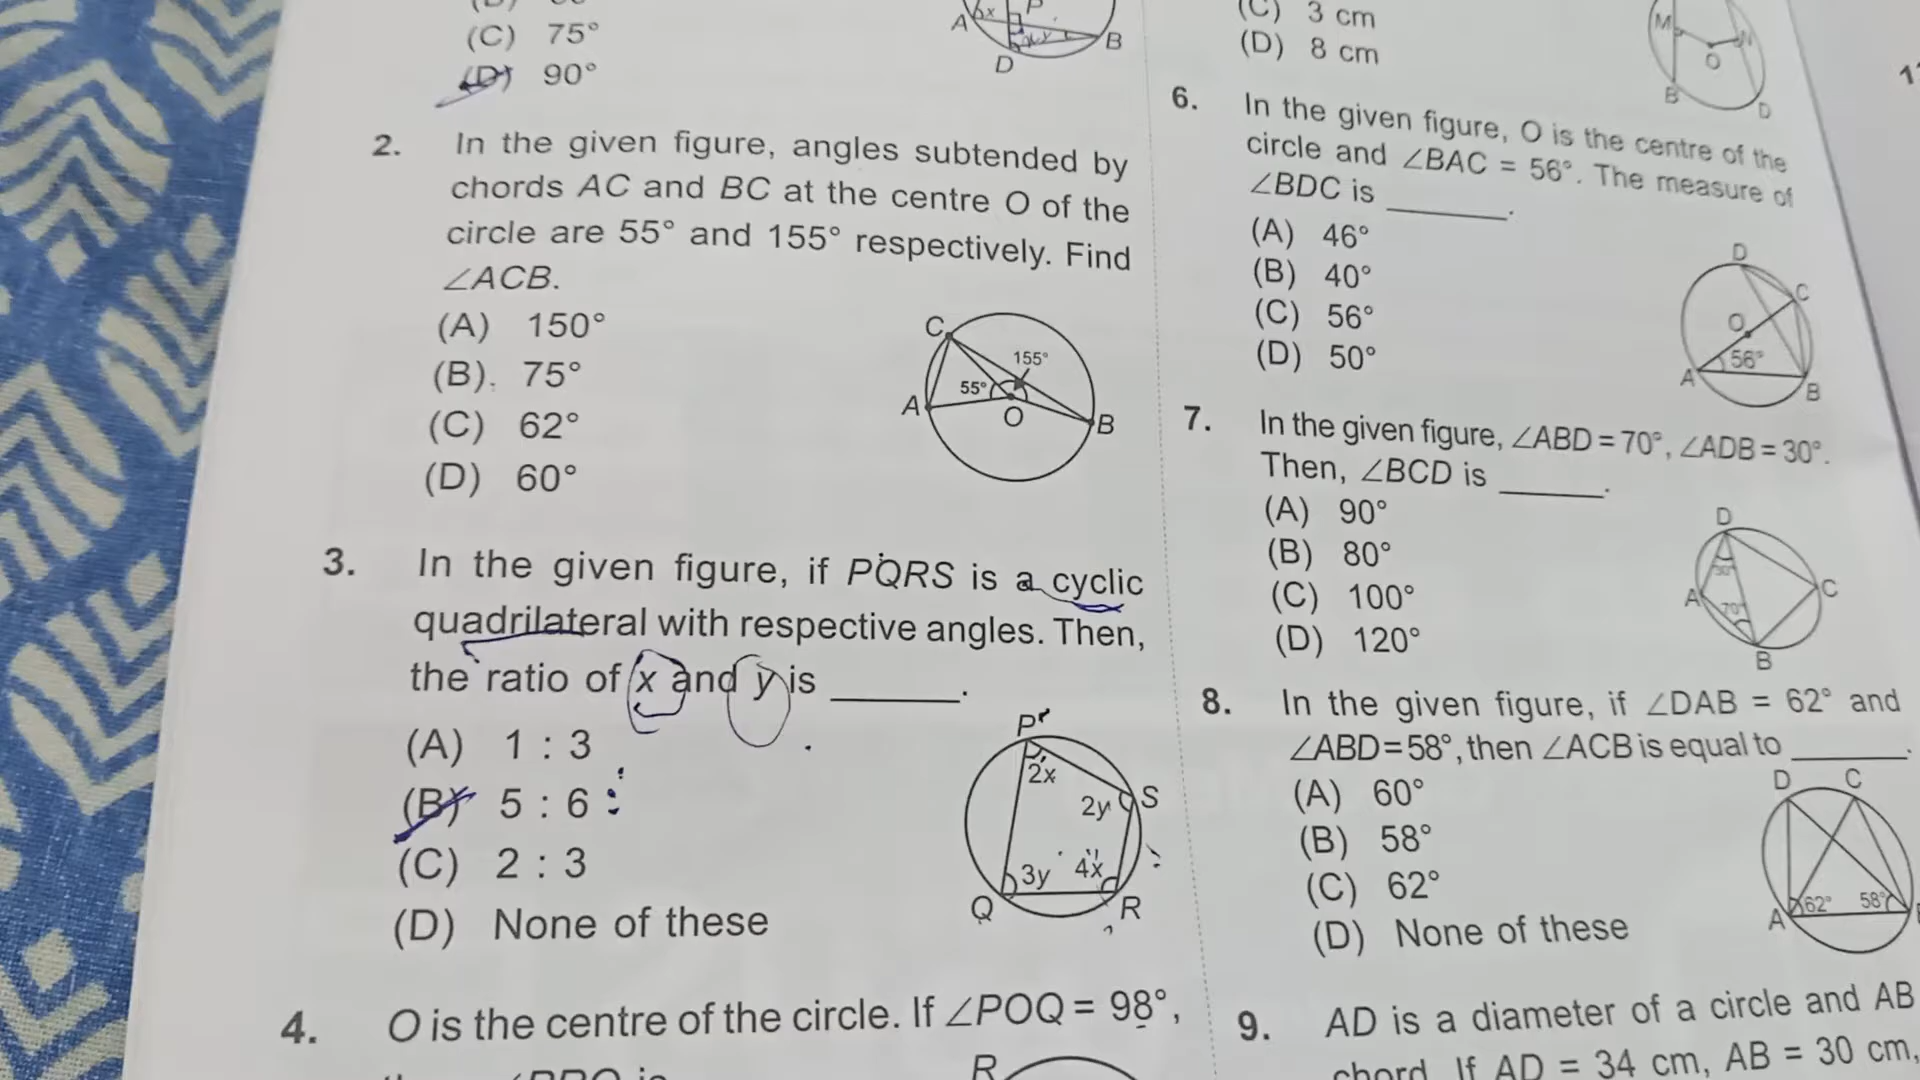 (C) 75°
(D) 90°
A
x
P
B
D
2. In the given figure, angles subtended by
chords AC and BC at the centre O of the
circle are 55° and 155° respectively. Find
∠ACB.
(A) 150°
(B). 75°
(C) 62°
(D) 60°
C
155°
55°
A
O
B
3. In the given figure, if PQRS is a cyclic
quadrilateral with respective angles. Then,
the ratio of x and y is ______.
(A) 1 : 3
(B) 5 : 6
(C) 2 : 3
(D) None of these
P
2x
2y
S
3y
4x
Q
R
4. O is the centre of the circle. If ∠POQ = 98°,
R
(C) 3 cm
(D) 8 cm
M
N
O
B
D
6. In the given figure, O is the centre of the
circle and ∠BAC = 56°. The measure of
∠BDC is ______.
(A) 46°
(B) 40°
(C) 56°
(D) 50°
D
C
O
56°
A
B
7. In the given figure, ∠ABD = 70°, ∠ADB = 30°.
Then, ∠BCD is ______.
(A) 90°
(B) 80°
(C) 100°
(D) 120°
D
30°
C
A
70°
B
8. In the given figure, if ∠DAB = 62° and
∠ABD = 58°, then ∠ACB is equal to ______.
(A) 60°
(B) 58°
(C) 62°
(D) None of these
D
C
62°
58°
A
9. AD is a diameter of a circle and AB
chord. If AD = 34 cm, AB = 30 cm,